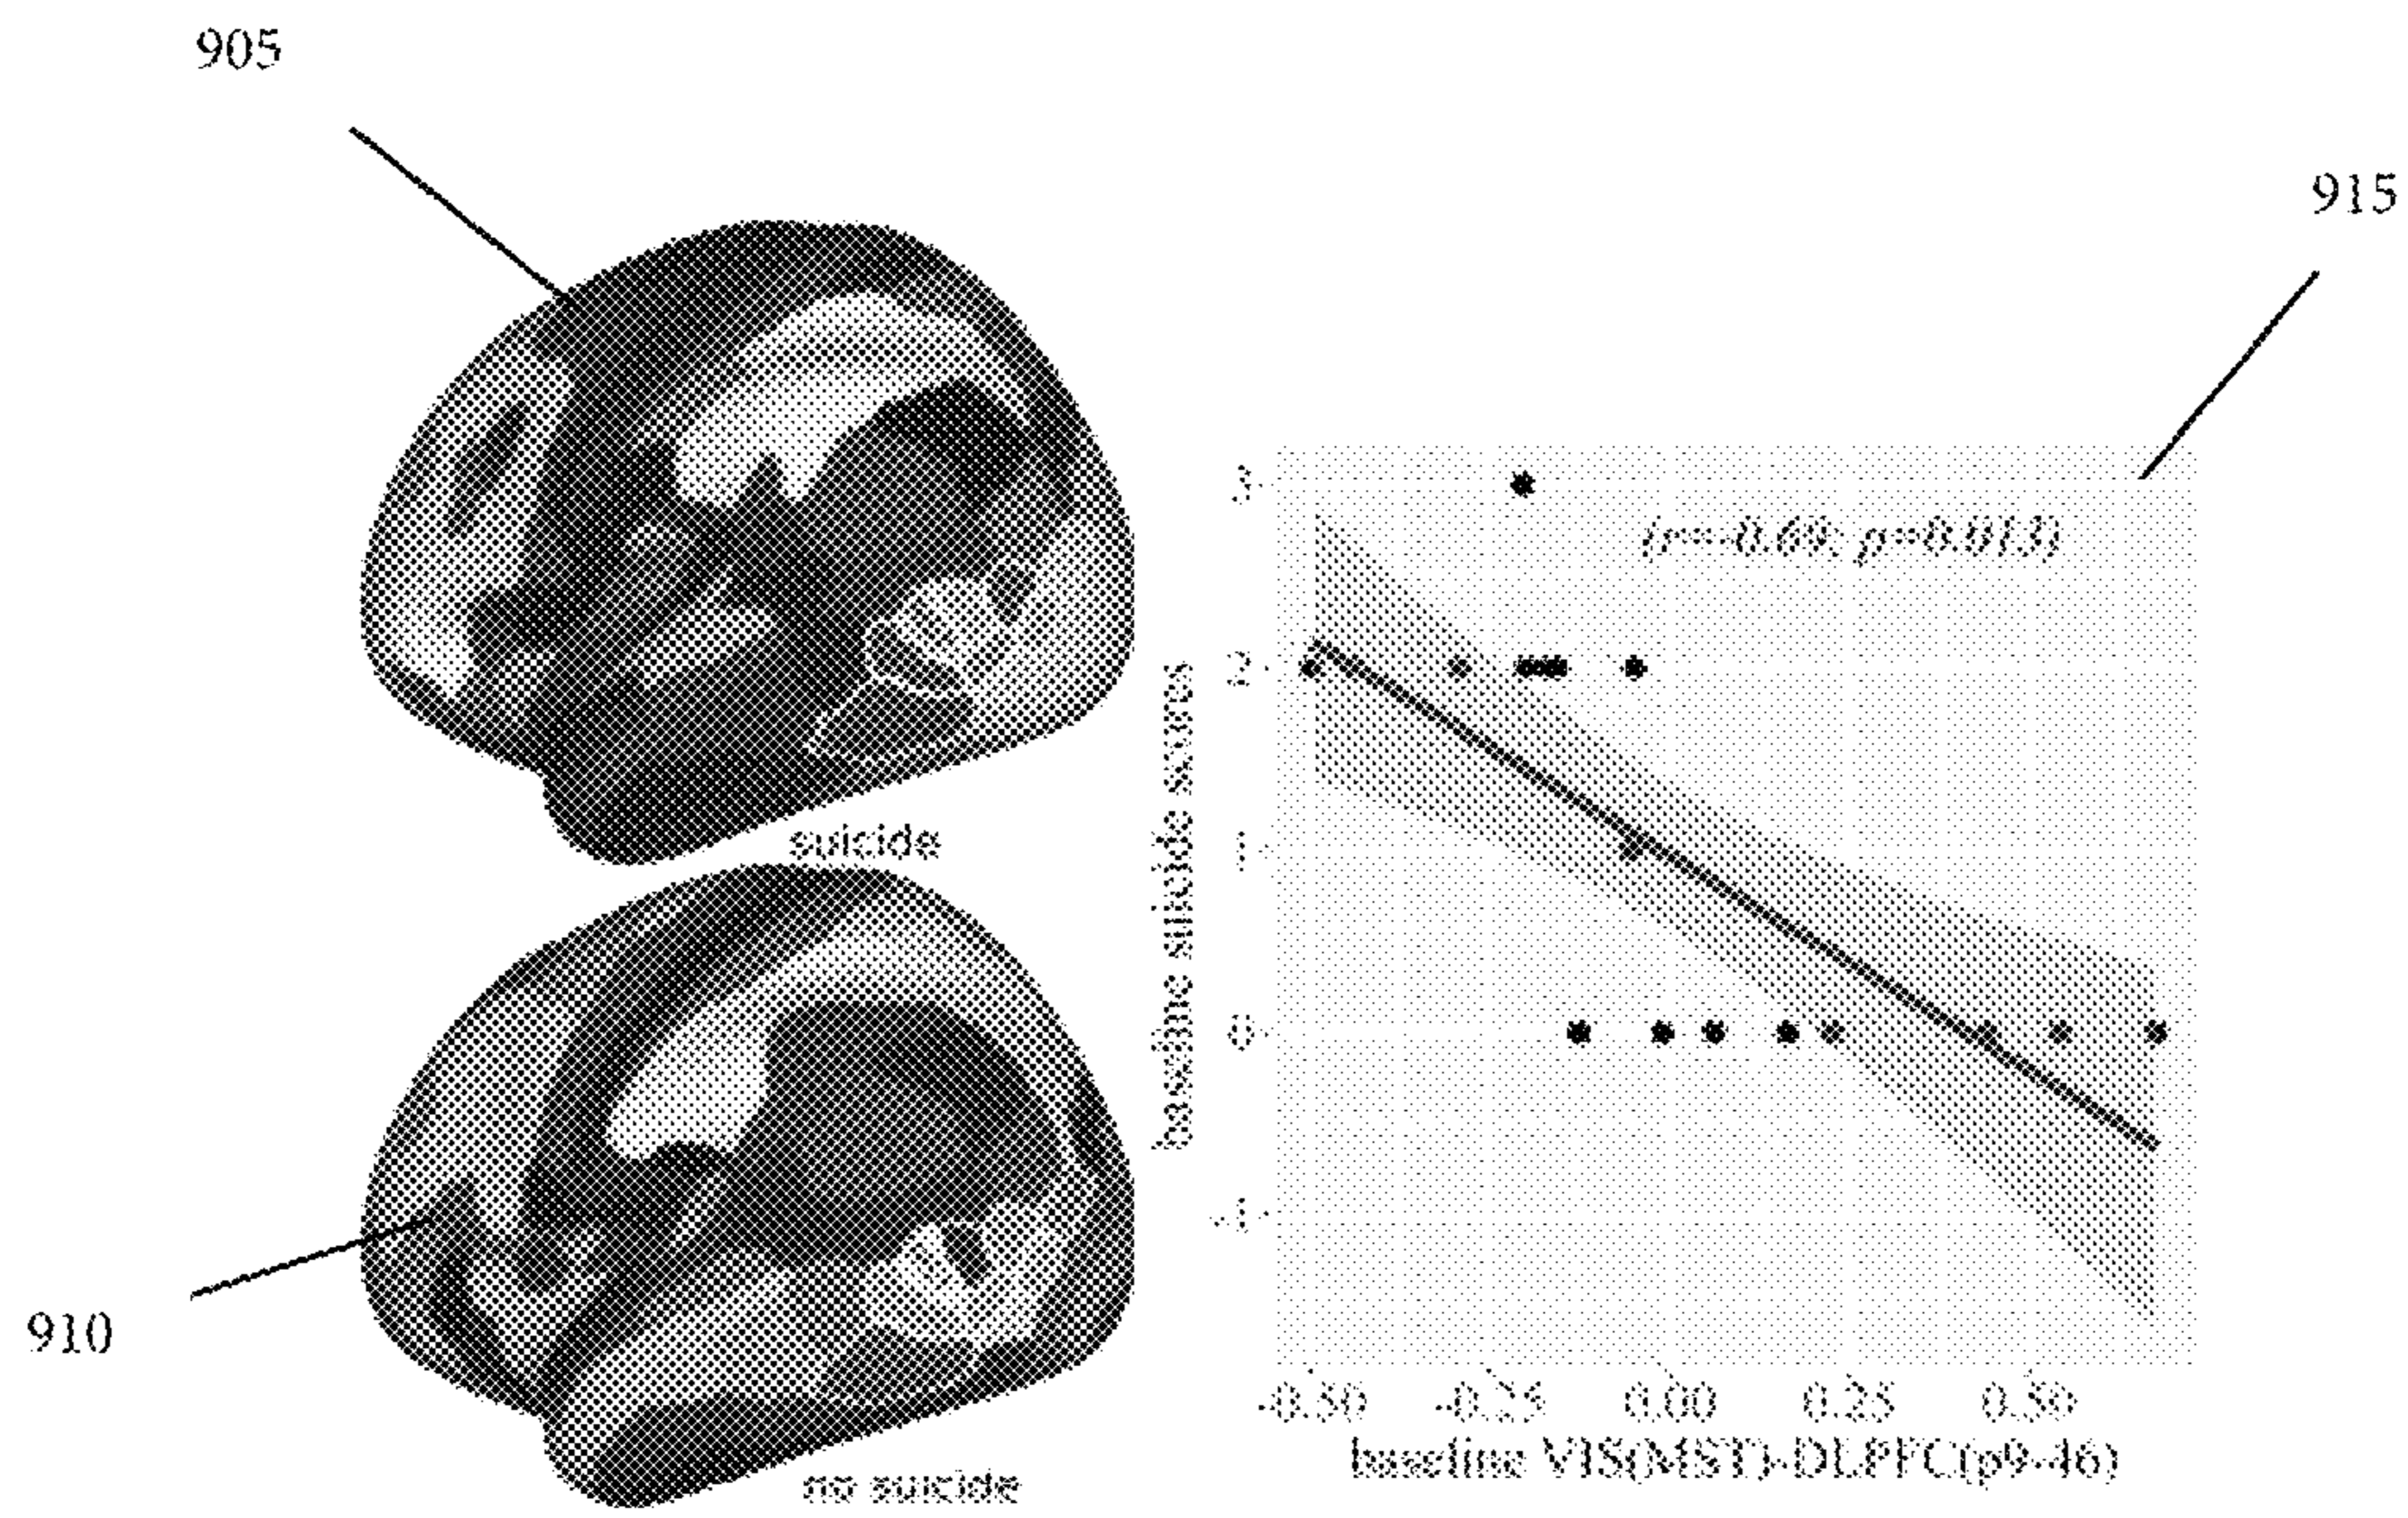 905
915
3
(r=-0.69; p=0.013)
2
1
0
-1
baseline suicide scores
suicide
910
no suicide
-0.50 -0.25 0.00 0.25 0.50
baseline VIS(MST)-DLPFC(p9-46)